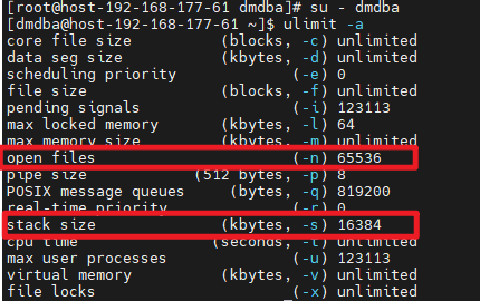 [root@host-192-168-177-61 dmdba]# su - dmdba
[dmdba@host-192-168-177-61 ~]$ ulimit -a
core file size (blocks, -c) unlimited
data seg size (kbytes, -d) unlimited
scheduling priority (-e) 0
file size (blocks, -f) unlimited
pending signals (-i) 123113
max locked memory (kbytes, -l) 64
max memory size (kbytes, -m) unlimited
open files (-n) 65536
pipe size (512 bytes, -p) 8
POSIX message queues (bytes, -q) 819200
real-time priority (-r) 0
stack size (kbytes, -s) 16384
cpu time (seconds, -t) unlimited
max user processes (-u) 123113
virtual memory (kbytes, -v) unlimited
file locks (-x) unlimited